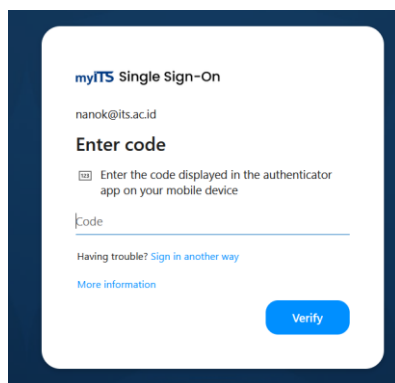 myITS Single Sign-On
nanok@its.ac.id
Enter code
123 Enter the code displayed in the authenticator
app on your mobile device
Code
Having trouble? Sign in another way
More information
Verify